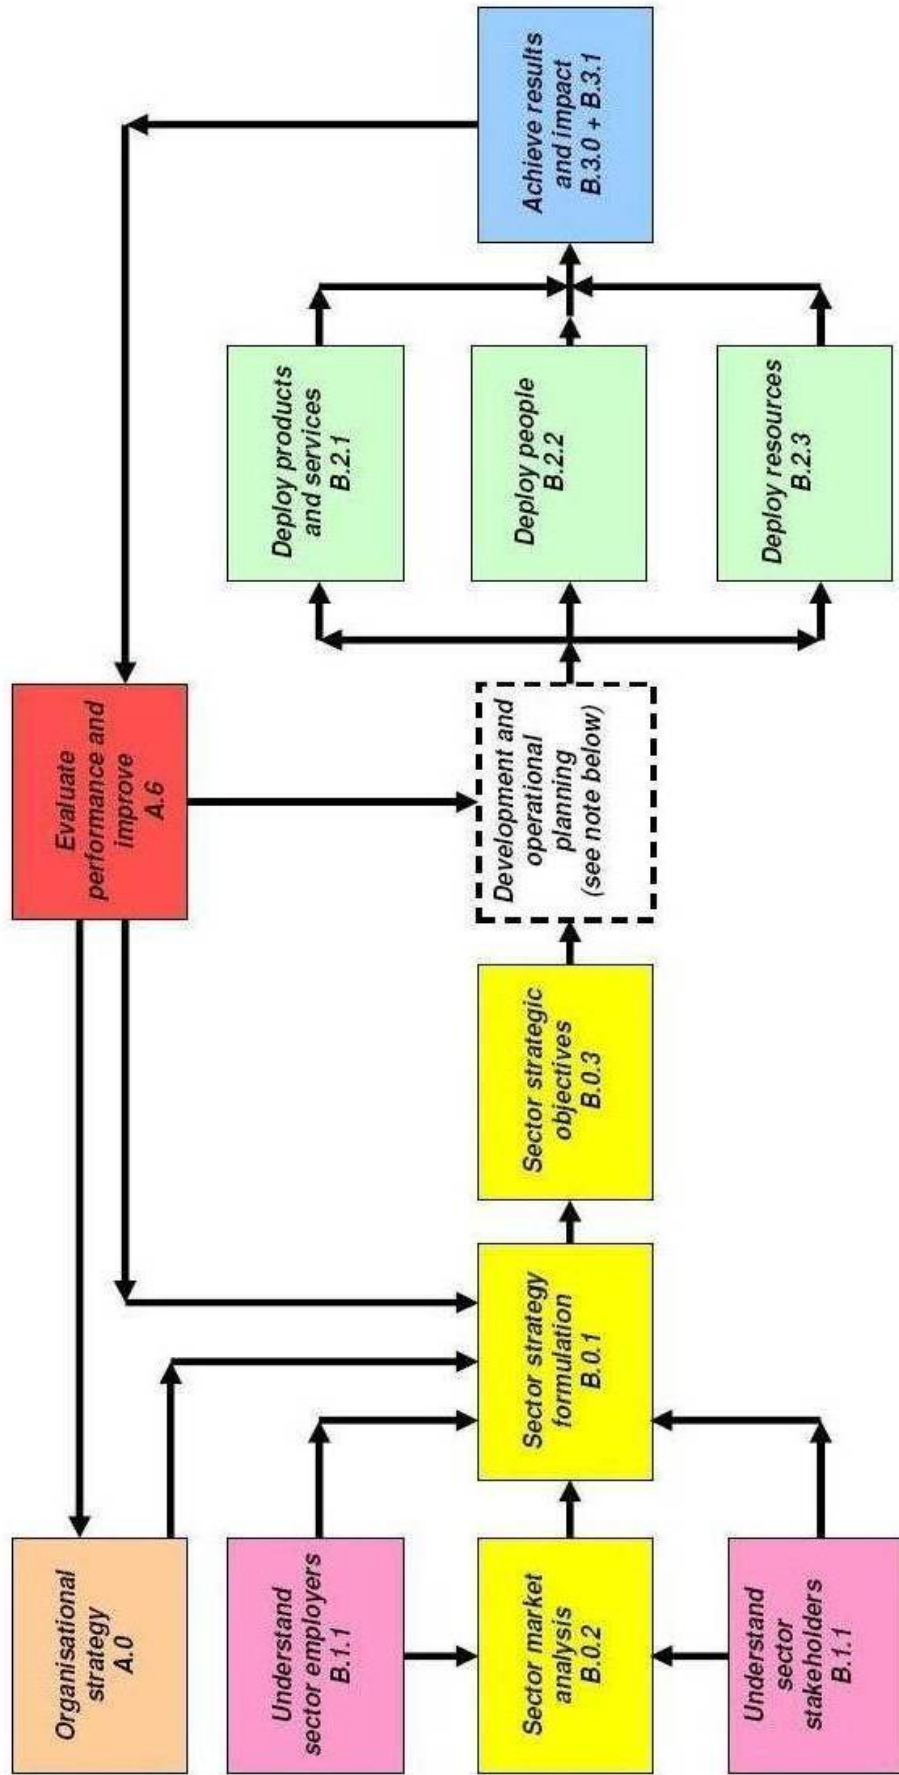 Organisational
strategy
A.0
Evaluate
performance and
improve
A.6
Understand
sector employers
B.1.1
Deploy products
and services
B.2.1
Sector market
analysis
B.0.2
Sector strategy
formulation
B.0.1
Sector strategic
objectives
B.0.3
Development and
operational
planning
(see note below)
Deploy people
B.2.2
Achieve results
and impact
B.3.0 + B.3.1
Understand
sector
stakeholders
B.1.1
Deploy resources
B.2.3